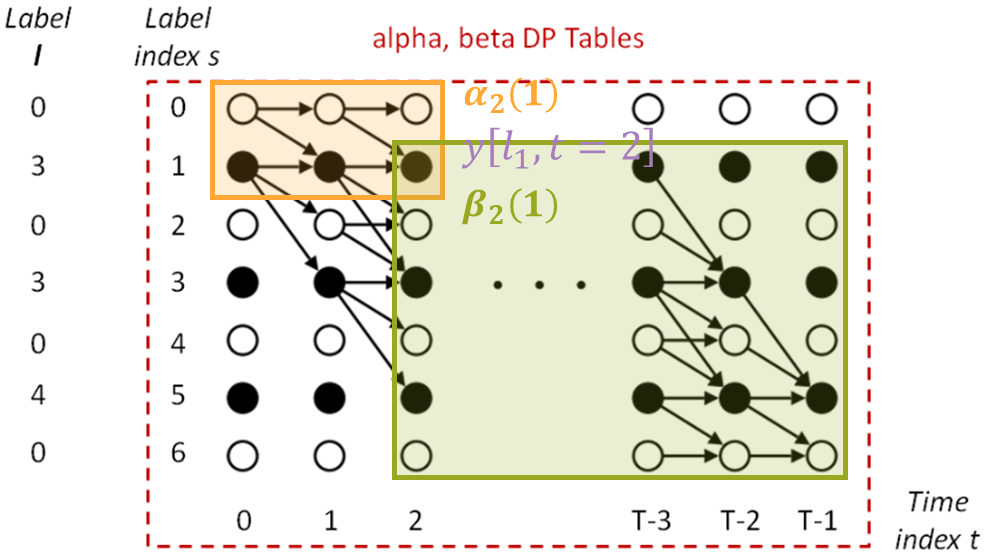 Label Label
l index s
alpha, beta DP Tables
0 0
α₂(1)
y[l₁, t = 2]
3 1
β₂(1)
0 2
3 3
. . .
0 4
4 5
0 6
0 1 2 T-3 T-2 T-1
Time
index t